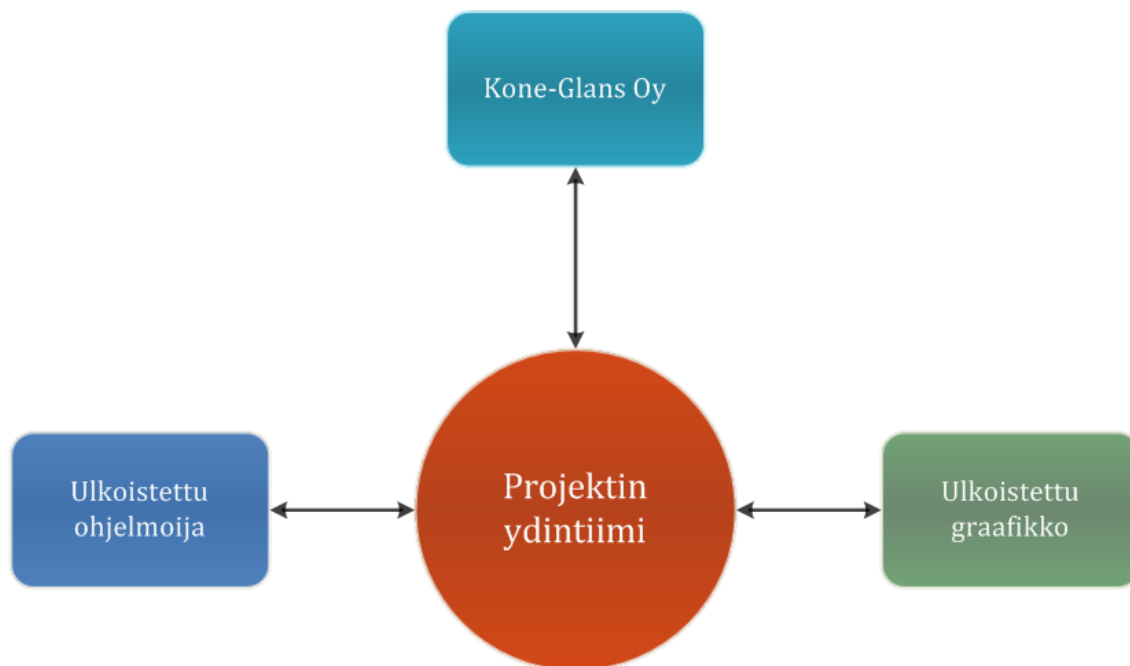 Kone-Glans Oy
Ulkoistettu
ohjelmoija
Projektin
ydintiimi
Ulkoistettu
graafikko